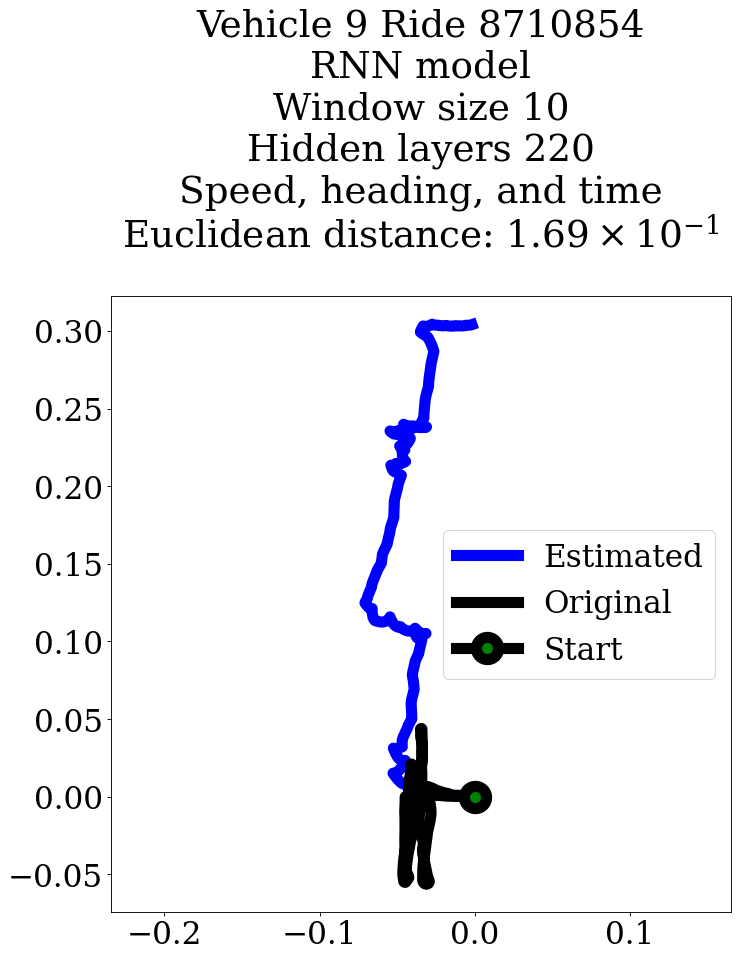 Vehicle 9 Ride 8710854
RNN model
Window size 10
Hidden layers 220
Speed, heading, and time
Euclidean distance: 1.69 × 10⁻¹
0.30
0.25
0.20
0.15
0.10
0.05
0.00
−0.05
Estimated
Original
Start
−0.2 −0.1 0.0 0.1